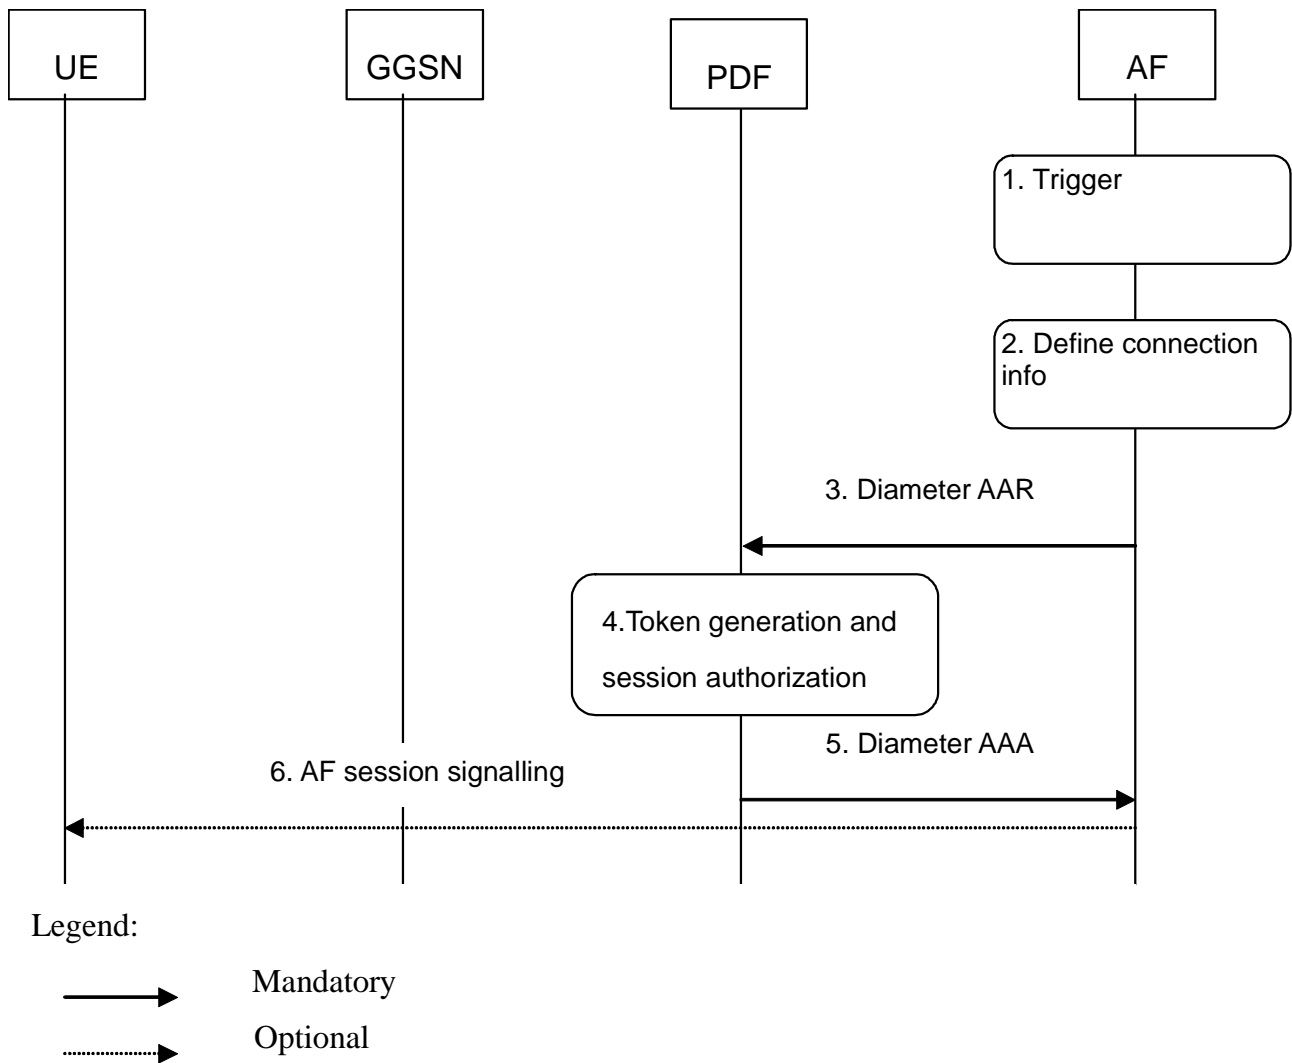 UE
GGSN
PDF
AF
1. Trigger
2. Define connection
info
3. Diameter AAR
4.Token generation and
session authorization
5. Diameter AAA
6. AF session signalling
Legend:
Mandatory
Optional